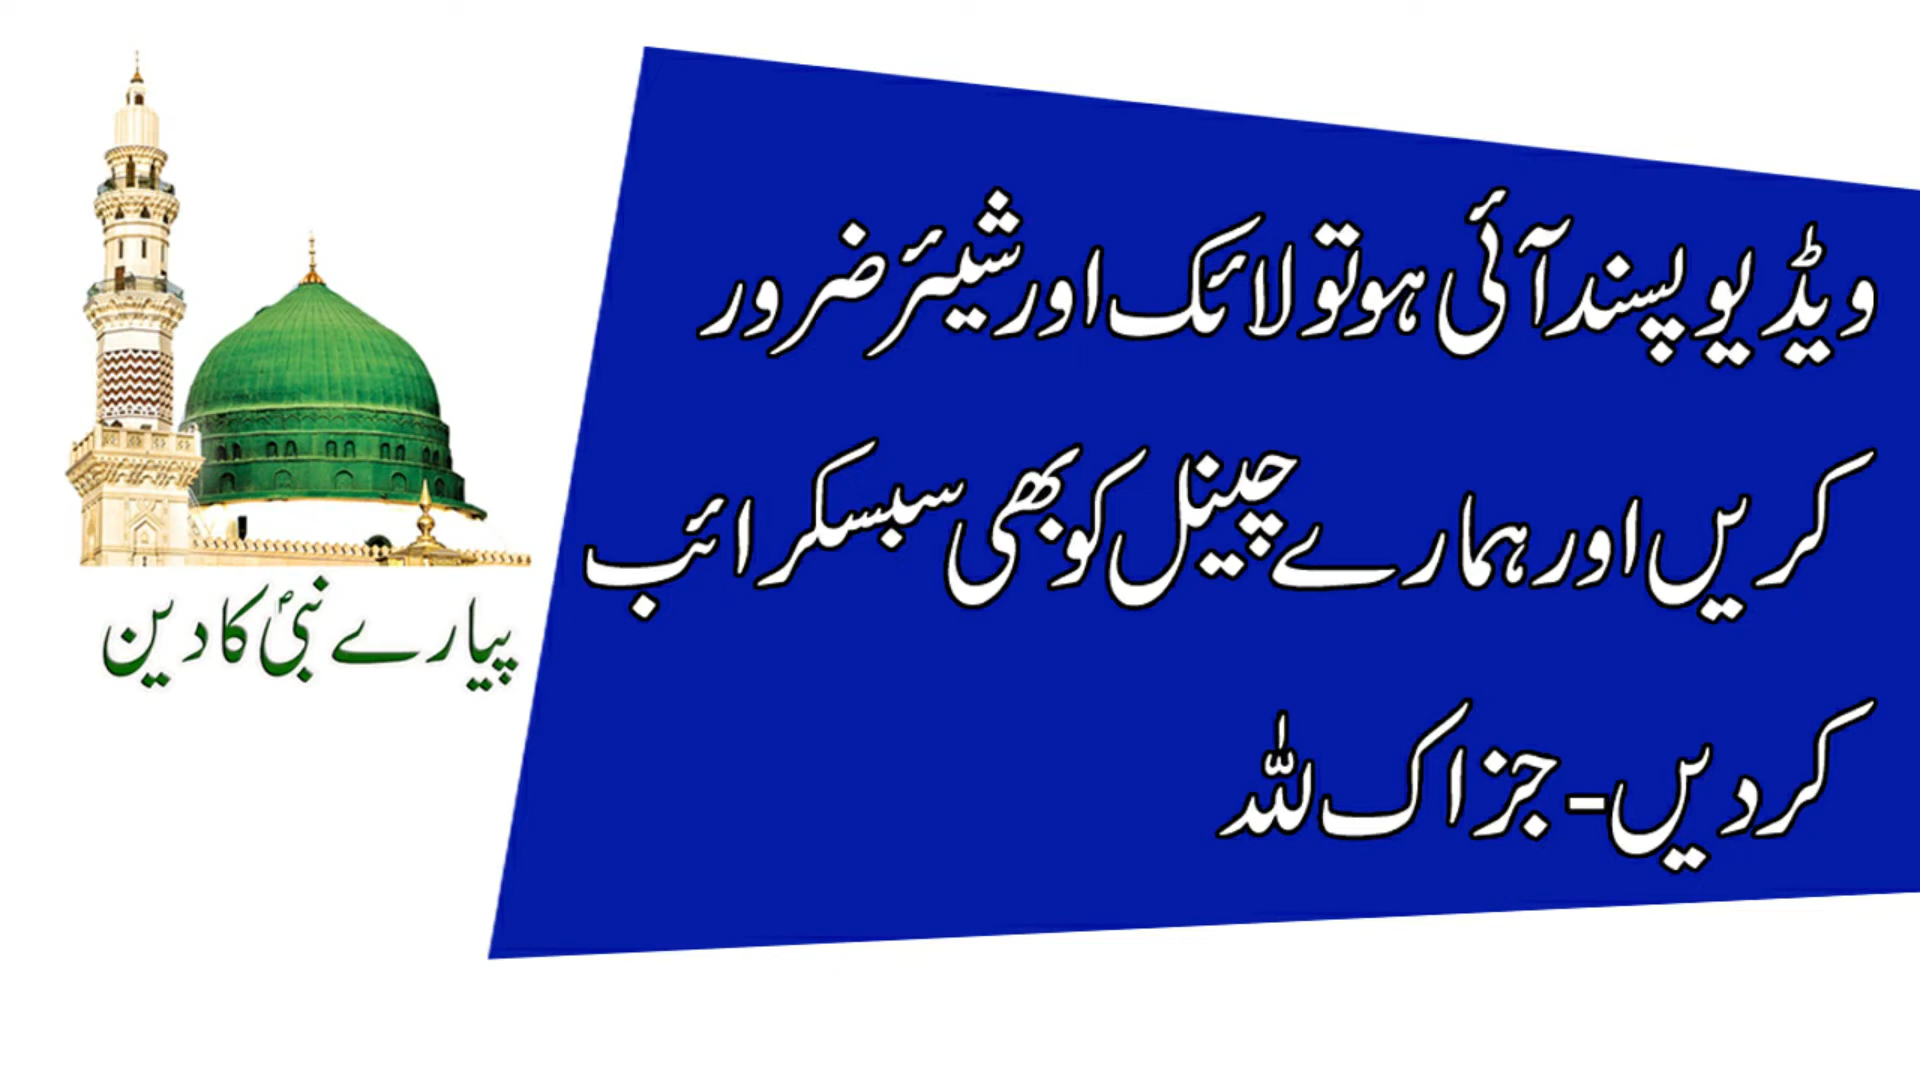 ویڈیو پسند آئی ہو تو لائک اور شیئر ضرور
کریں اور ہمارے چینل کو بھی سبسکرائب
کر دیں - جزاک للہ
پیارے نبیؐ کا دین